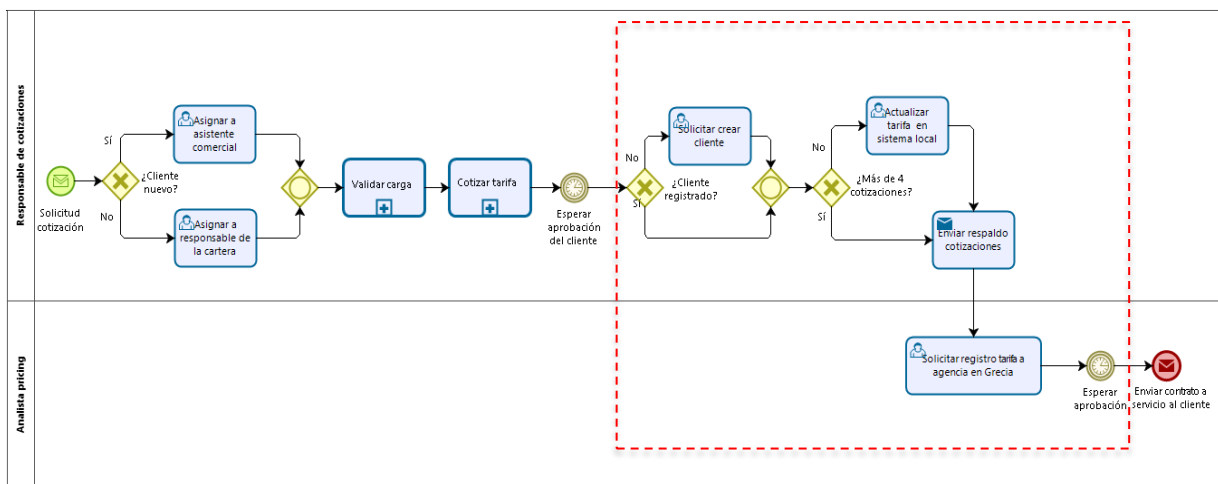 Responsable de cotizaciones
Solicitud
cotización
¿Cliente
nuevo?
Sí
No
Asignar a
asistente
comercial
Asignar a
responsable de
la cartera
Validar carga
Cotizar tarifa
Esperar
aprobación
del cliente
¿Cliente
registrado?
No
Sí
Solicitar crear
cliente
¿Más de 4
cotizaciones?
No
Sí
Actualizar
tarifa en
sistema local
Enviar respaldo
cotizaciones
Analista pricing
Solicitar registro tarifa a
agencia en Grecia
Esperar
aprobación
Enviar contrato a
servicio al cliente